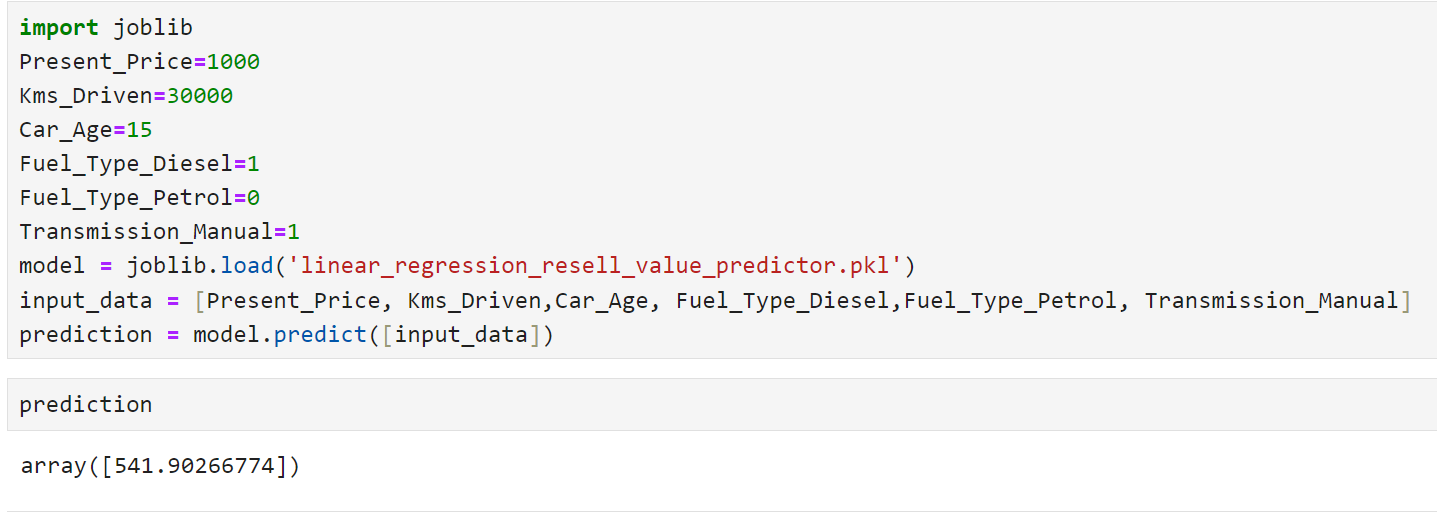 import joblib
Present_Price=1000
Kms_Driven=30000
Car_Age=15
Fuel_Type_Diesel=1
Fuel_Type_Petrol=0
Transmission_Manual=1
model = joblib.load('linear_regression_resell_value_predictor.pkl')
input_data = [Present_Price, Kms_Driven,Car_Age, Fuel_Type_Diesel,Fuel_Type_Petrol, Transmission_Manual]
prediction = model.predict([input_data])
prediction
array([541.90266774])